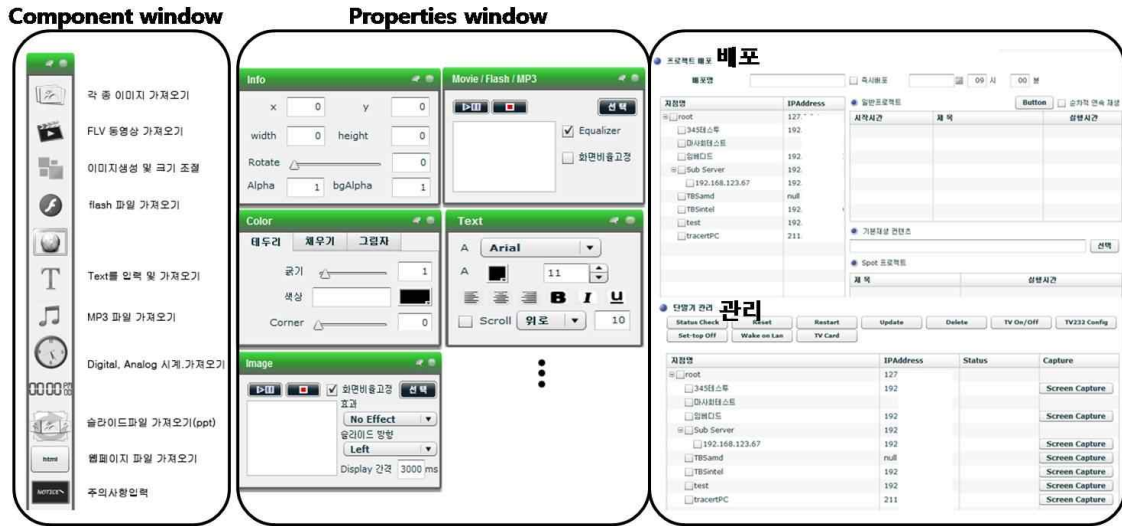 Component window
Properties window
각 종 이미지 가져오기
FLV 동영상 가져오기
이미지생성 및 크기 조절
flash 파일 가져오기
T
Text를 입력 및 가져오기
MP3 파일 가져오기
Digital, Analog 시계.가져오기
슬라이드파일 가져오기(ppt)
html
웹페이지 파일 가져오기
NOTICE
주의사항입력
Info
x 0 y 0
width 0 height 0
Rotate 0
Alpha 1 bgAlpha 1
Movie / Flash / MP3
선택
Equalizer
화면비율고정
Color
테두리 채우기 그림자
굵기 1
색상
Corner 0
Text
A Arial
A 11
B I U
Scroll 위로 10
Image
화면비율고정 선택
효과
No Effect
슬라이드 방향
Left
Display 간격 3000 ms
프로젝트 배포 배포
배포명 즉시배포 09 시 00 분
지점명 IPAddress
root 127
345테스투 192
마사회테스트
임베디드 192
Sub Server 192
192.168.123.67 192
TBSamd null
TBSintel 192
test 192
tracertPC 211
일반프로젝트 Button 순차적 연속 재생
시작시간 제 목 실행시간
기본재생 컨텐츠
선택
Spot 프로젝트
제 목 실행시간
단말기 관리 관리
Status Check Reset Restart Update Delete TV On/Off TV232 Config
Set-top Off Wake on Lan TV Card
지점명 IPAddress Status Capture
root 127
345테스투 192 Screen Capture
마사회테스트
임베디드 192 Screen Capture
Sub Server 192
192.168.123.67 192 Screen Capture
TBSamd null Screen Capture
TBSintel 192 Screen Capture
test 192 Screen Capture
tracertPC 211 Screen Capture